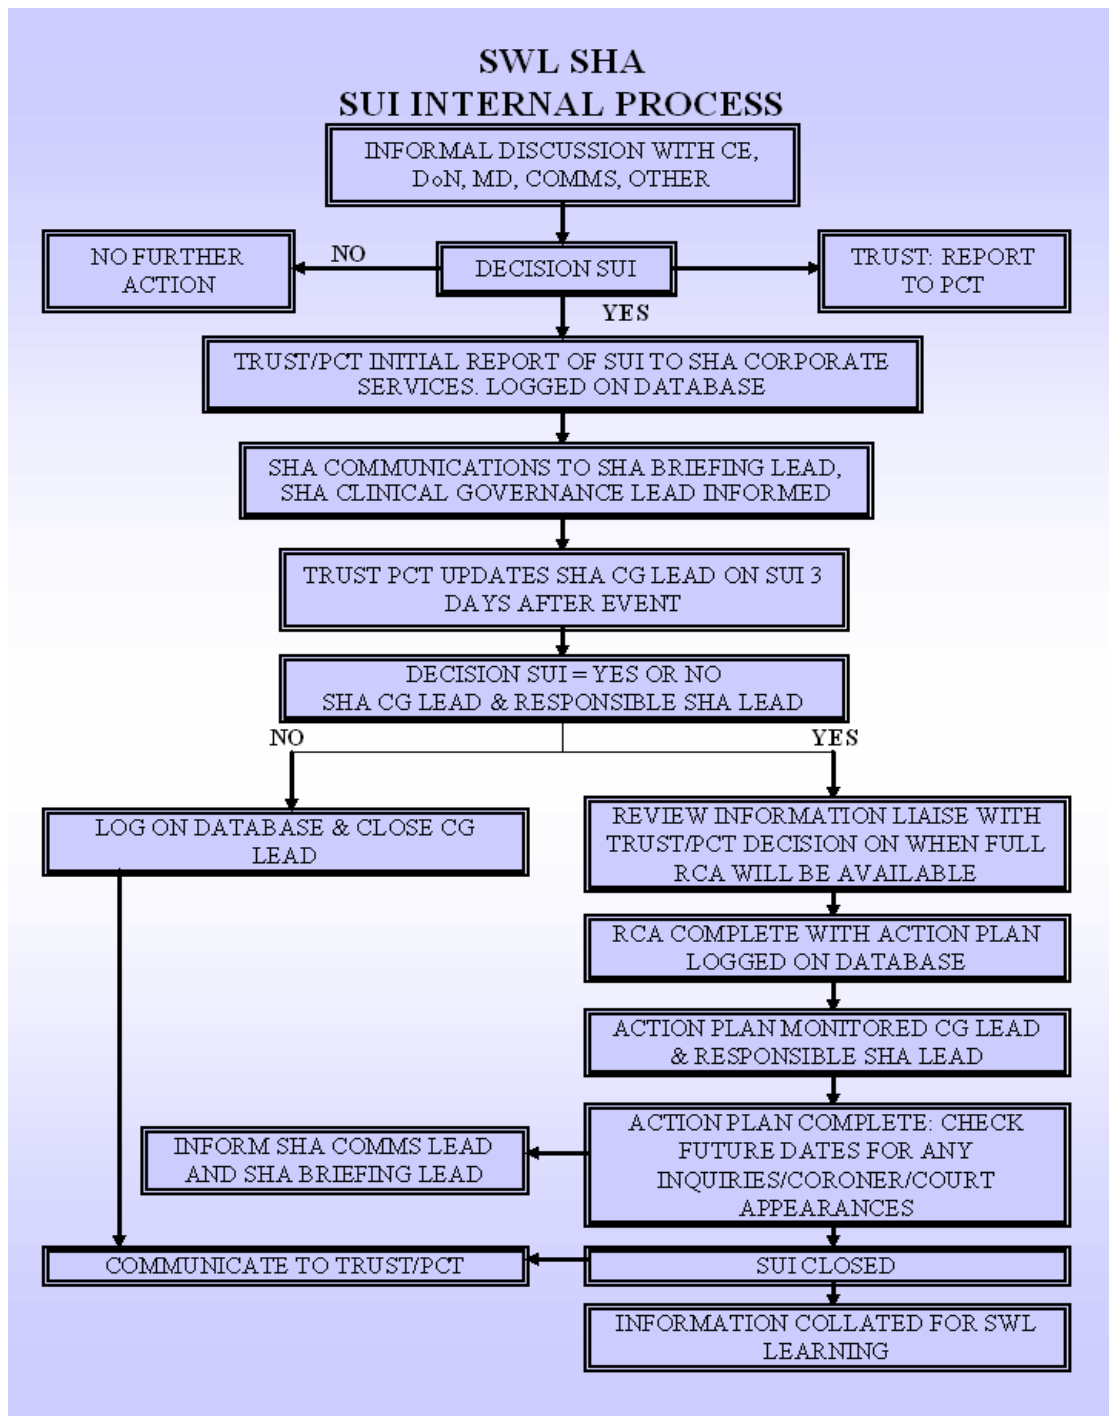 SWL SHA
SUI INTERNAL PROCESS
INFORMAL DISCUSSION WITH CE,
DoN, MD, COMMS, OTHER
NO FURTHER
ACTION
NO
DECISION SUI
TRUST: REPORT
TO PCT
YES
TRUST/PCT INITIAL REPORT OF SUI TO SHA CORPORATE
SERVICES. LOGGED ON DATABASE
SHA COMMUNICATIONS TO SHA BRIEFING LEAD,
SHA CLINICAL GOVERNANCE LEAD INFORMED
TRUST PCT UPDATES SHA CG LEAD ON SUI 3
DAYS AFTER EVENT
DECISION SUI = YES OR NO
SHA CG LEAD & RESPONSIBLE SHA LEAD
NO
YES
LOG ON DATABASE & CLOSE CG
LEAD
REVIEW INFORMATION LIAISE WITH
TRUST/PCT DECISION ON WHEN FULL
RCA WILL BE AVAILABLE
RCA COMPLETE WITH ACTION PLAN
LOGGED ON DATABASE
ACTION PLAN MONITORED CG LEAD
& RESPONSIBLE SHA LEAD
ACTION PLAN COMPLETE: CHECK
FUTURE DATES FOR ANY
INQUIRIES/CORONER/COURT
APPEARANCES
INFORM SHA COMMS LEAD
AND SHA BRIEFING LEAD
COMMUNICATE TO TRUST/PCT
SUI CLOSED
INFORMATION COLLATED FOR SWL
LEARNING